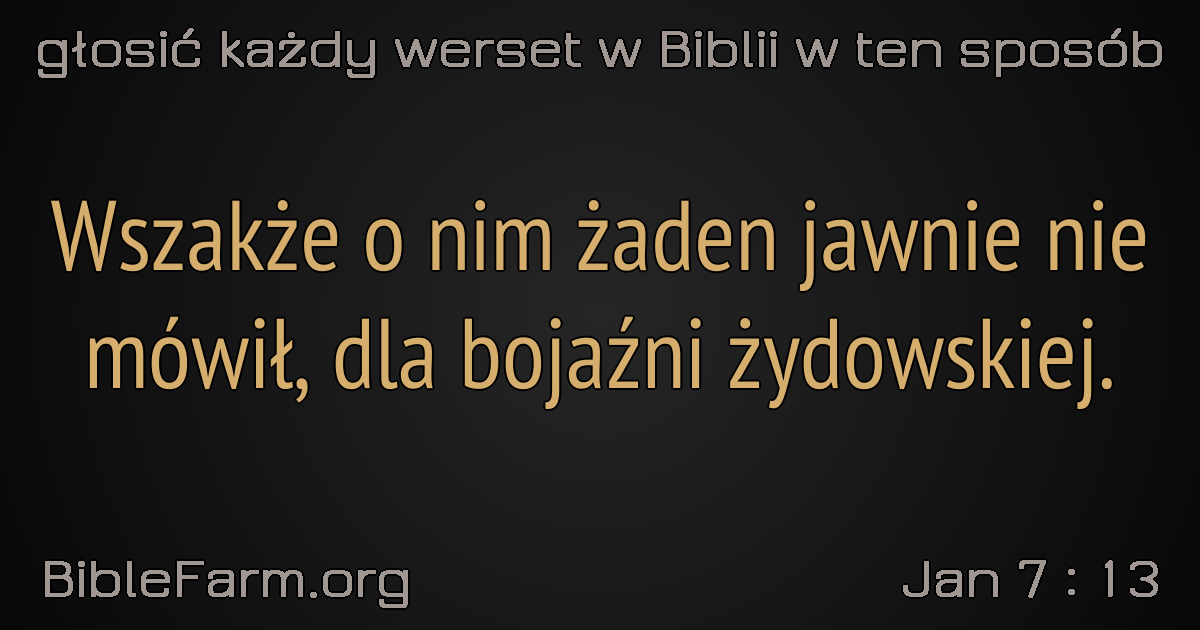 głosić każdy werset w Biblii w ten sposób
Wszakże o nim żaden jawnie nie
mówił, dla bojaźni żydowskiej.
BibleFarm.org
Jan 7 : 13